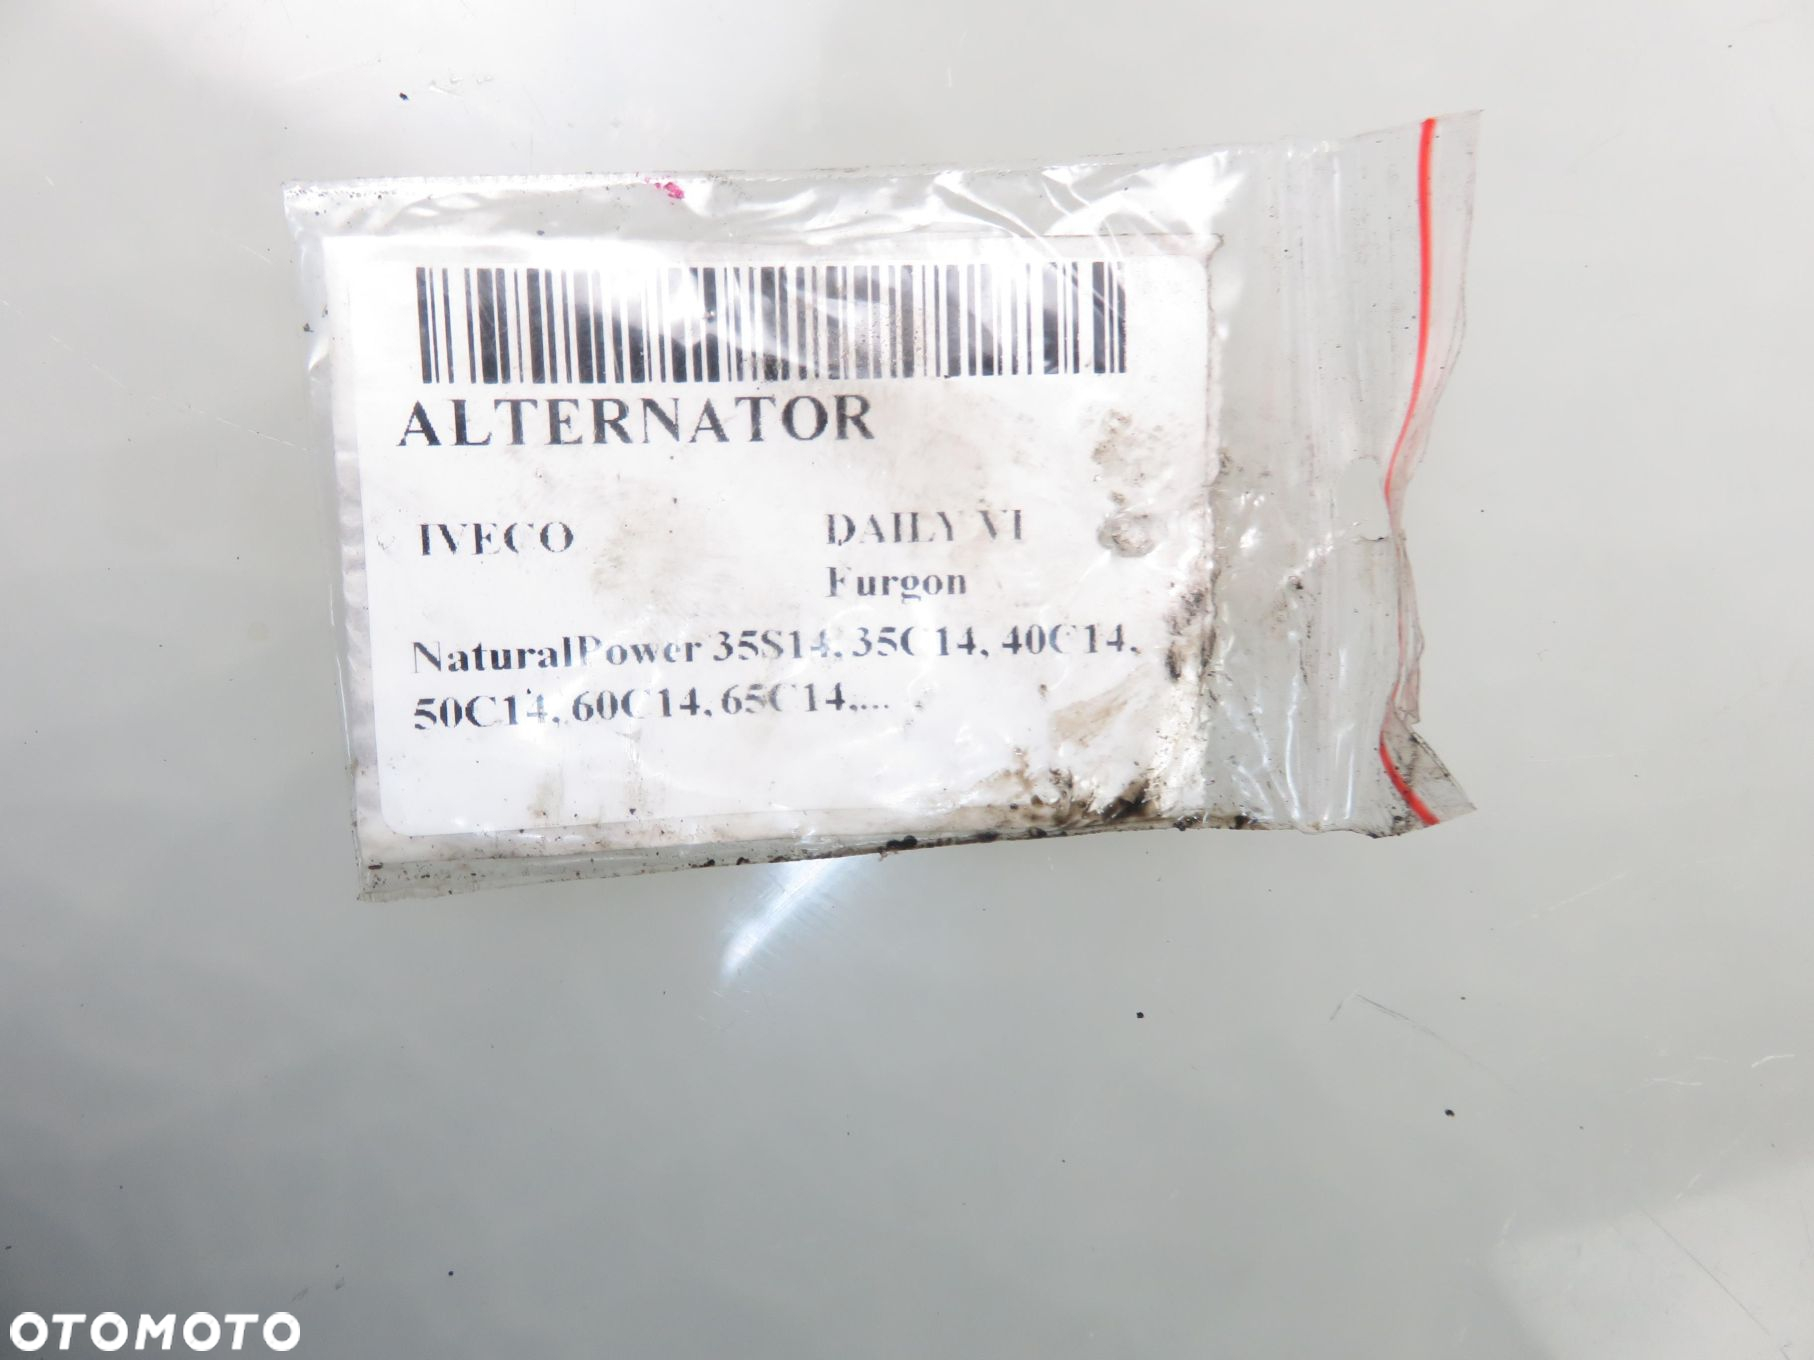 ALTERNATOR
IVECO DAILY VI
Furgon
NaturalPower 35S14, 35C14, 40C14,
50C14, 60C14, 65C14,...
OTOMOTO